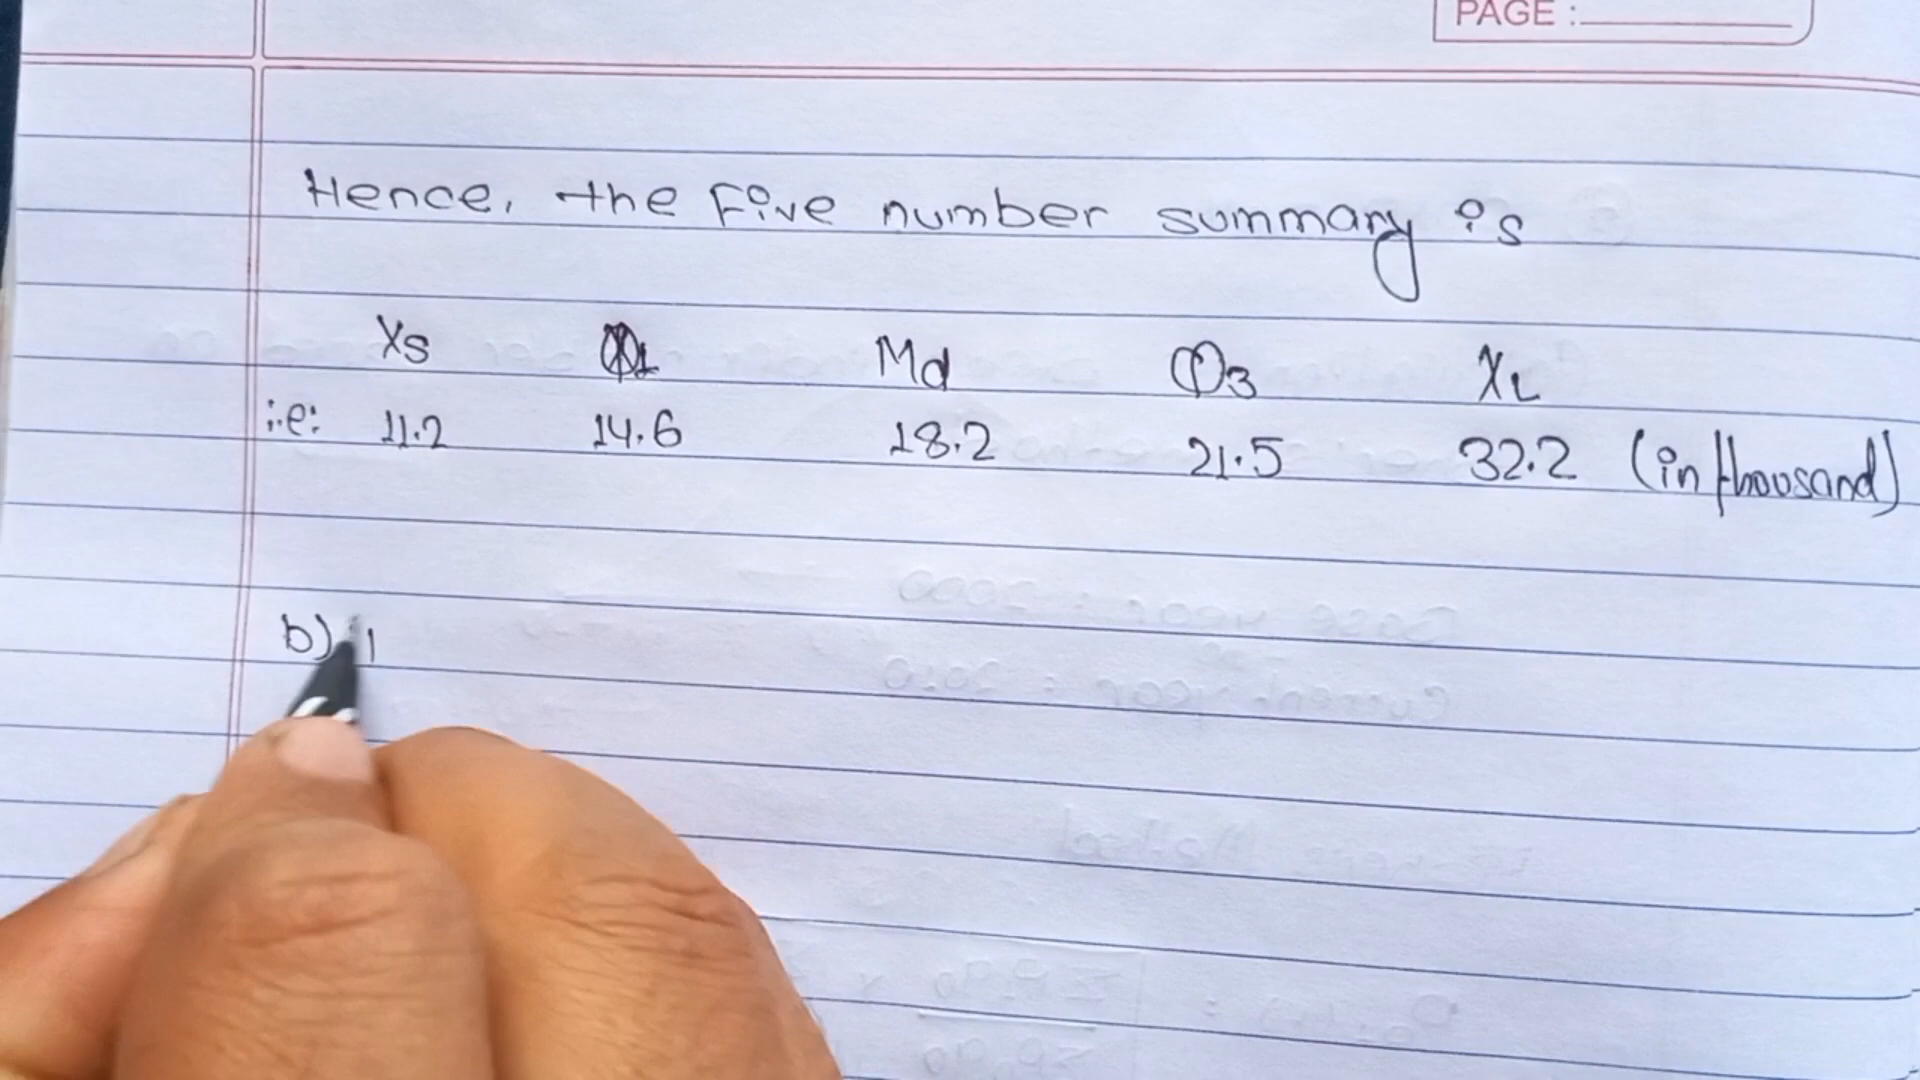 PAGE :
Hence, the Five number summary is
Xs Q1 Md Q3 XL
i.e: 11.2 14.6 18.2 21.5 32.2 (in thousand)
b)